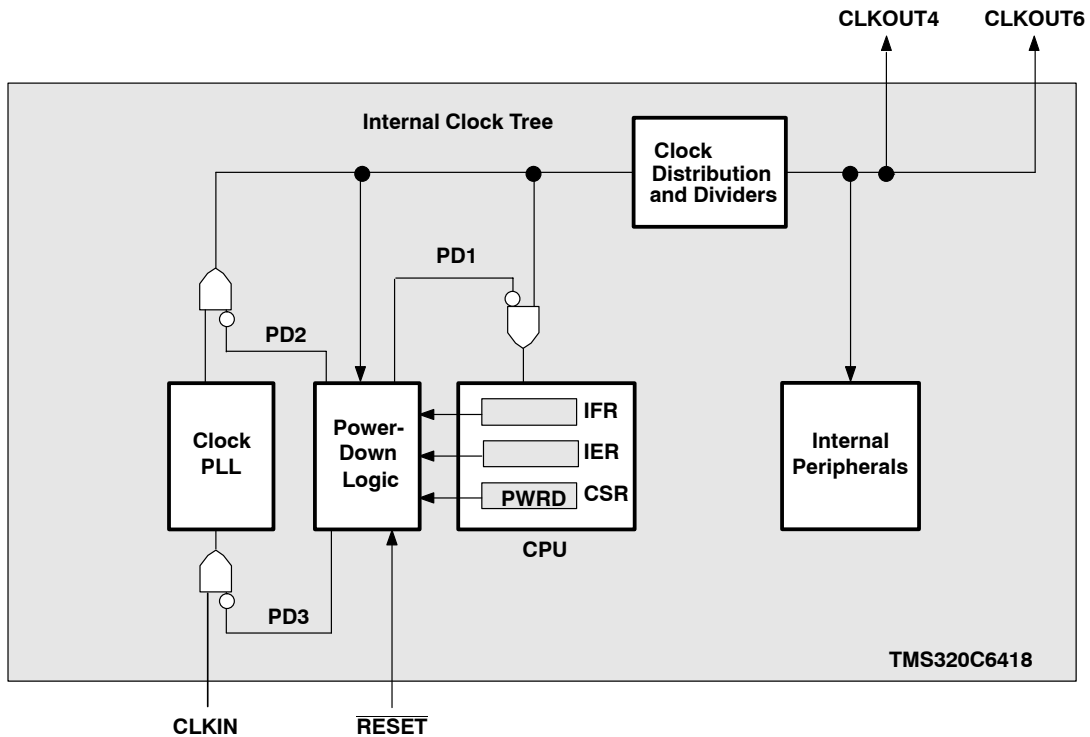 CLKOUT4 CLKOUT6
Internal Clock Tree
Clock
Distribution
and Dividers
PD1
PD2
Clock
PLL
Power-
Down
Logic
IFR
IER
PWRD CSR
CPU
Internal
Peripherals
PD3
TMS320C6418
CLKIN
RESET